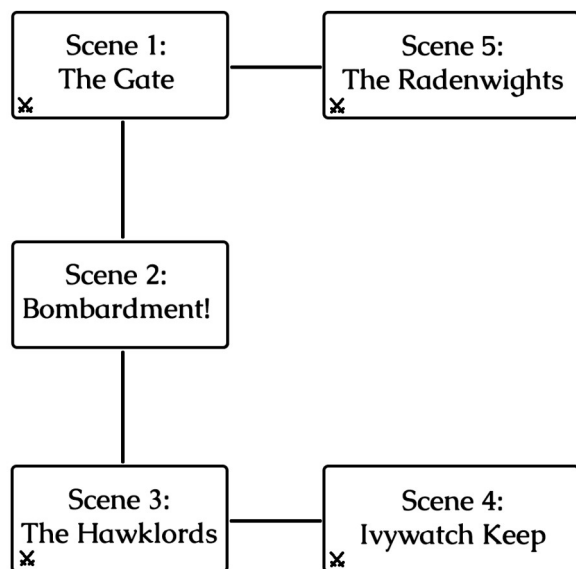 Scene 1:
The Gate
Scene 5:
The Radenwights
Scene 2:
Bombardment!
Scene 3:
The Hawklords
Scene 4:
Ivywatch Keep